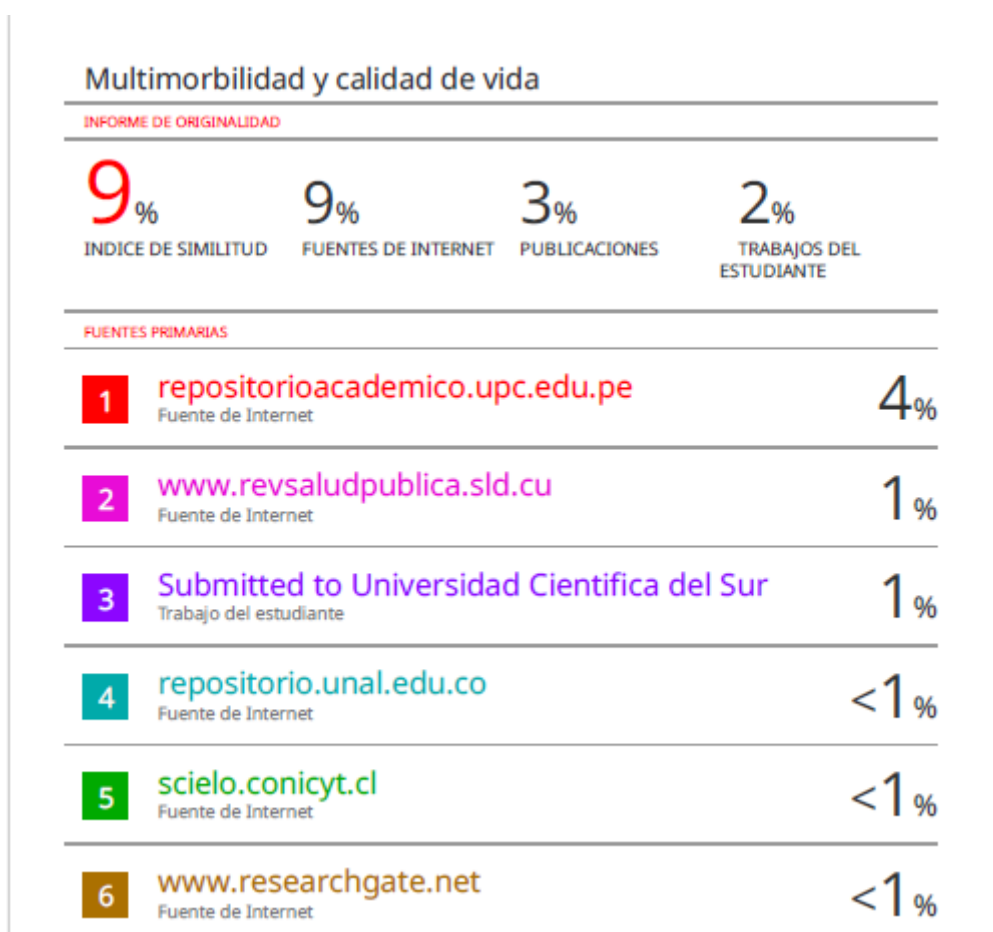 Multimorbilidad y calidad de vida
INFORME DE ORIGINALIDAD
9% 9% 3% 2%
INDICE DE SIMILITUD FUENTES DE INTERNET PUBLICACIONES TRABAJOS DEL
ESTUDIANTE
FUENTES PRIMARIAS
1 repositorioacademico.upc.edu.pe 4%
Fuente de Internet
2 www.revsaludpublica.sld.cu 1%
Fuente de Internet
3 Submitted to Universidad Cientifica del Sur 1%
Trabajo del estudiante
4 repositorio.unal.edu.co <1%
Fuente de Internet
5 scielo.conicyt.cl <1%
Fuente de Internet
6 www.researchgate.net <1%
Fuente de Internet